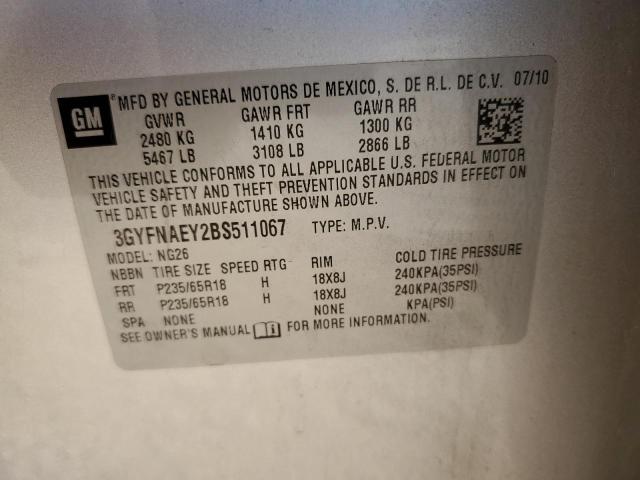 GM MFD BY GENERAL MOTORS DE MEXICO, S. DE R.L. DE C.V. 07/10
GVWR GAWR FRT GAWR RR
2480 KG 1410 KG 1300 KG
5467 LB 3108 LB 2866 LB
THIS VEHICLE CONFORMS TO ALL APPLICABLE U.S. FEDERAL MOTOR
VEHICLE SAFETY AND THEFT PREVENTION STANDARDS IN EFFECT ON
THE DATE OF MANUFACTURE SHOWN ABOVE.
3GYFNAEY2BS511067 TYPE: M.P.V.
MODEL: NG26
NBBN TIRE SIZE SPEED RTG RIM COLD TIRE PRESSURE
FRT P235/65R18 H 18X8J 240KPA(35PSI)
RR P235/65R18 H 18X8J 240KPA(35PSI)
SPA NONE NONE KPA(PSI)
SEE OWNER'S MANUAL FOR MORE INFORMATION.